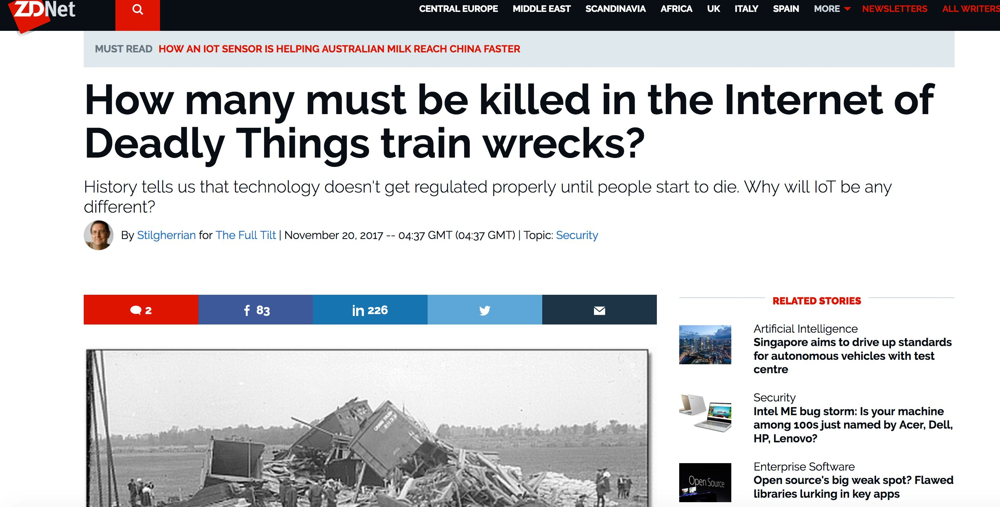 ZDNet
CENTRAL EUROPE MIDDLE EAST SCANDINAVIA AFRICA UK ITALY SPAIN MORE NEWSLETTERS ALL WRITERS
MUST READ HOW AN IOT SENSOR IS HELPING AUSTRALIAN MILK REACH CHINA FASTER
How many must be killed in the Internet of
Deadly Things train wrecks?
History tells us that technology doesn't get regulated properly until people start to die. Why will IoT be any
different?
By Stilgherrian for The Full Tilt | November 20, 2017 -- 04:37 GMT (04:37 GMT) | Topic: Security
2 f 83 in 226
RELATED STORIES
Artificial Intelligence
Singapore aims to drive up standards
for autonomous vehicles with test
centre
Security
Intel ME bug storm: Is your machine
among 100s just named by Acer, Dell,
HP, Lenovo?
Open Source
Enterprise Software
Open source's big weak spot? Flawed
libraries lurking in key apps